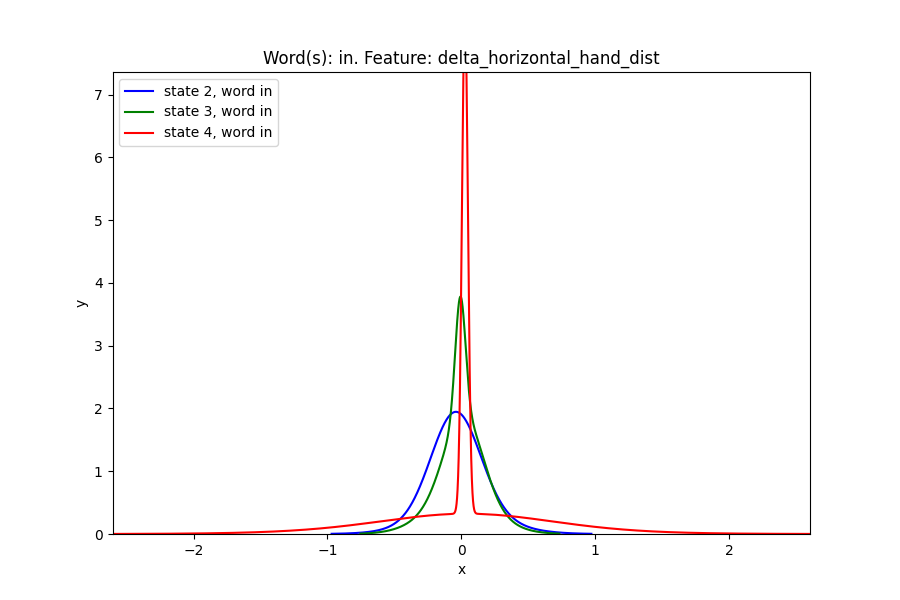 Word(s): in. Feature: delta_horizontal_hand_dist
state 2, word in
state 3, word in
state 4, word in
7
6
5
4
3
2
1
0
y
−2
−1
0
1
2
x